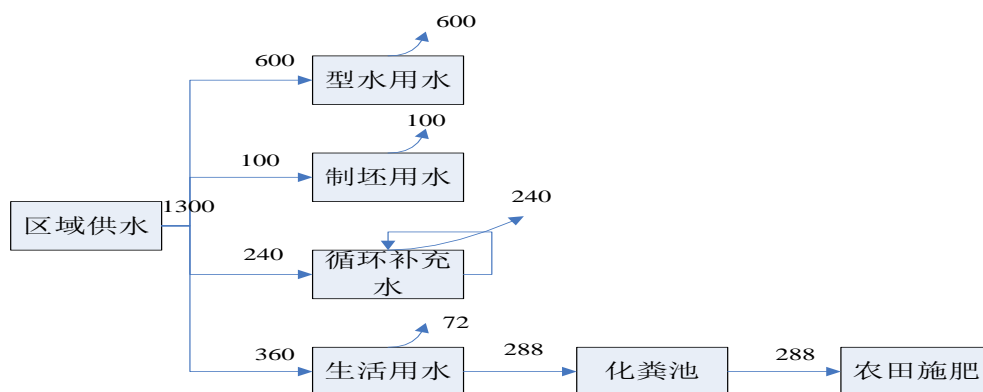 600
600
型水用水
100
100
制坯用水
1300
区域供水
240
240
循环补充
水
72
360
生活用水
288
化粪池
288
农田施肥